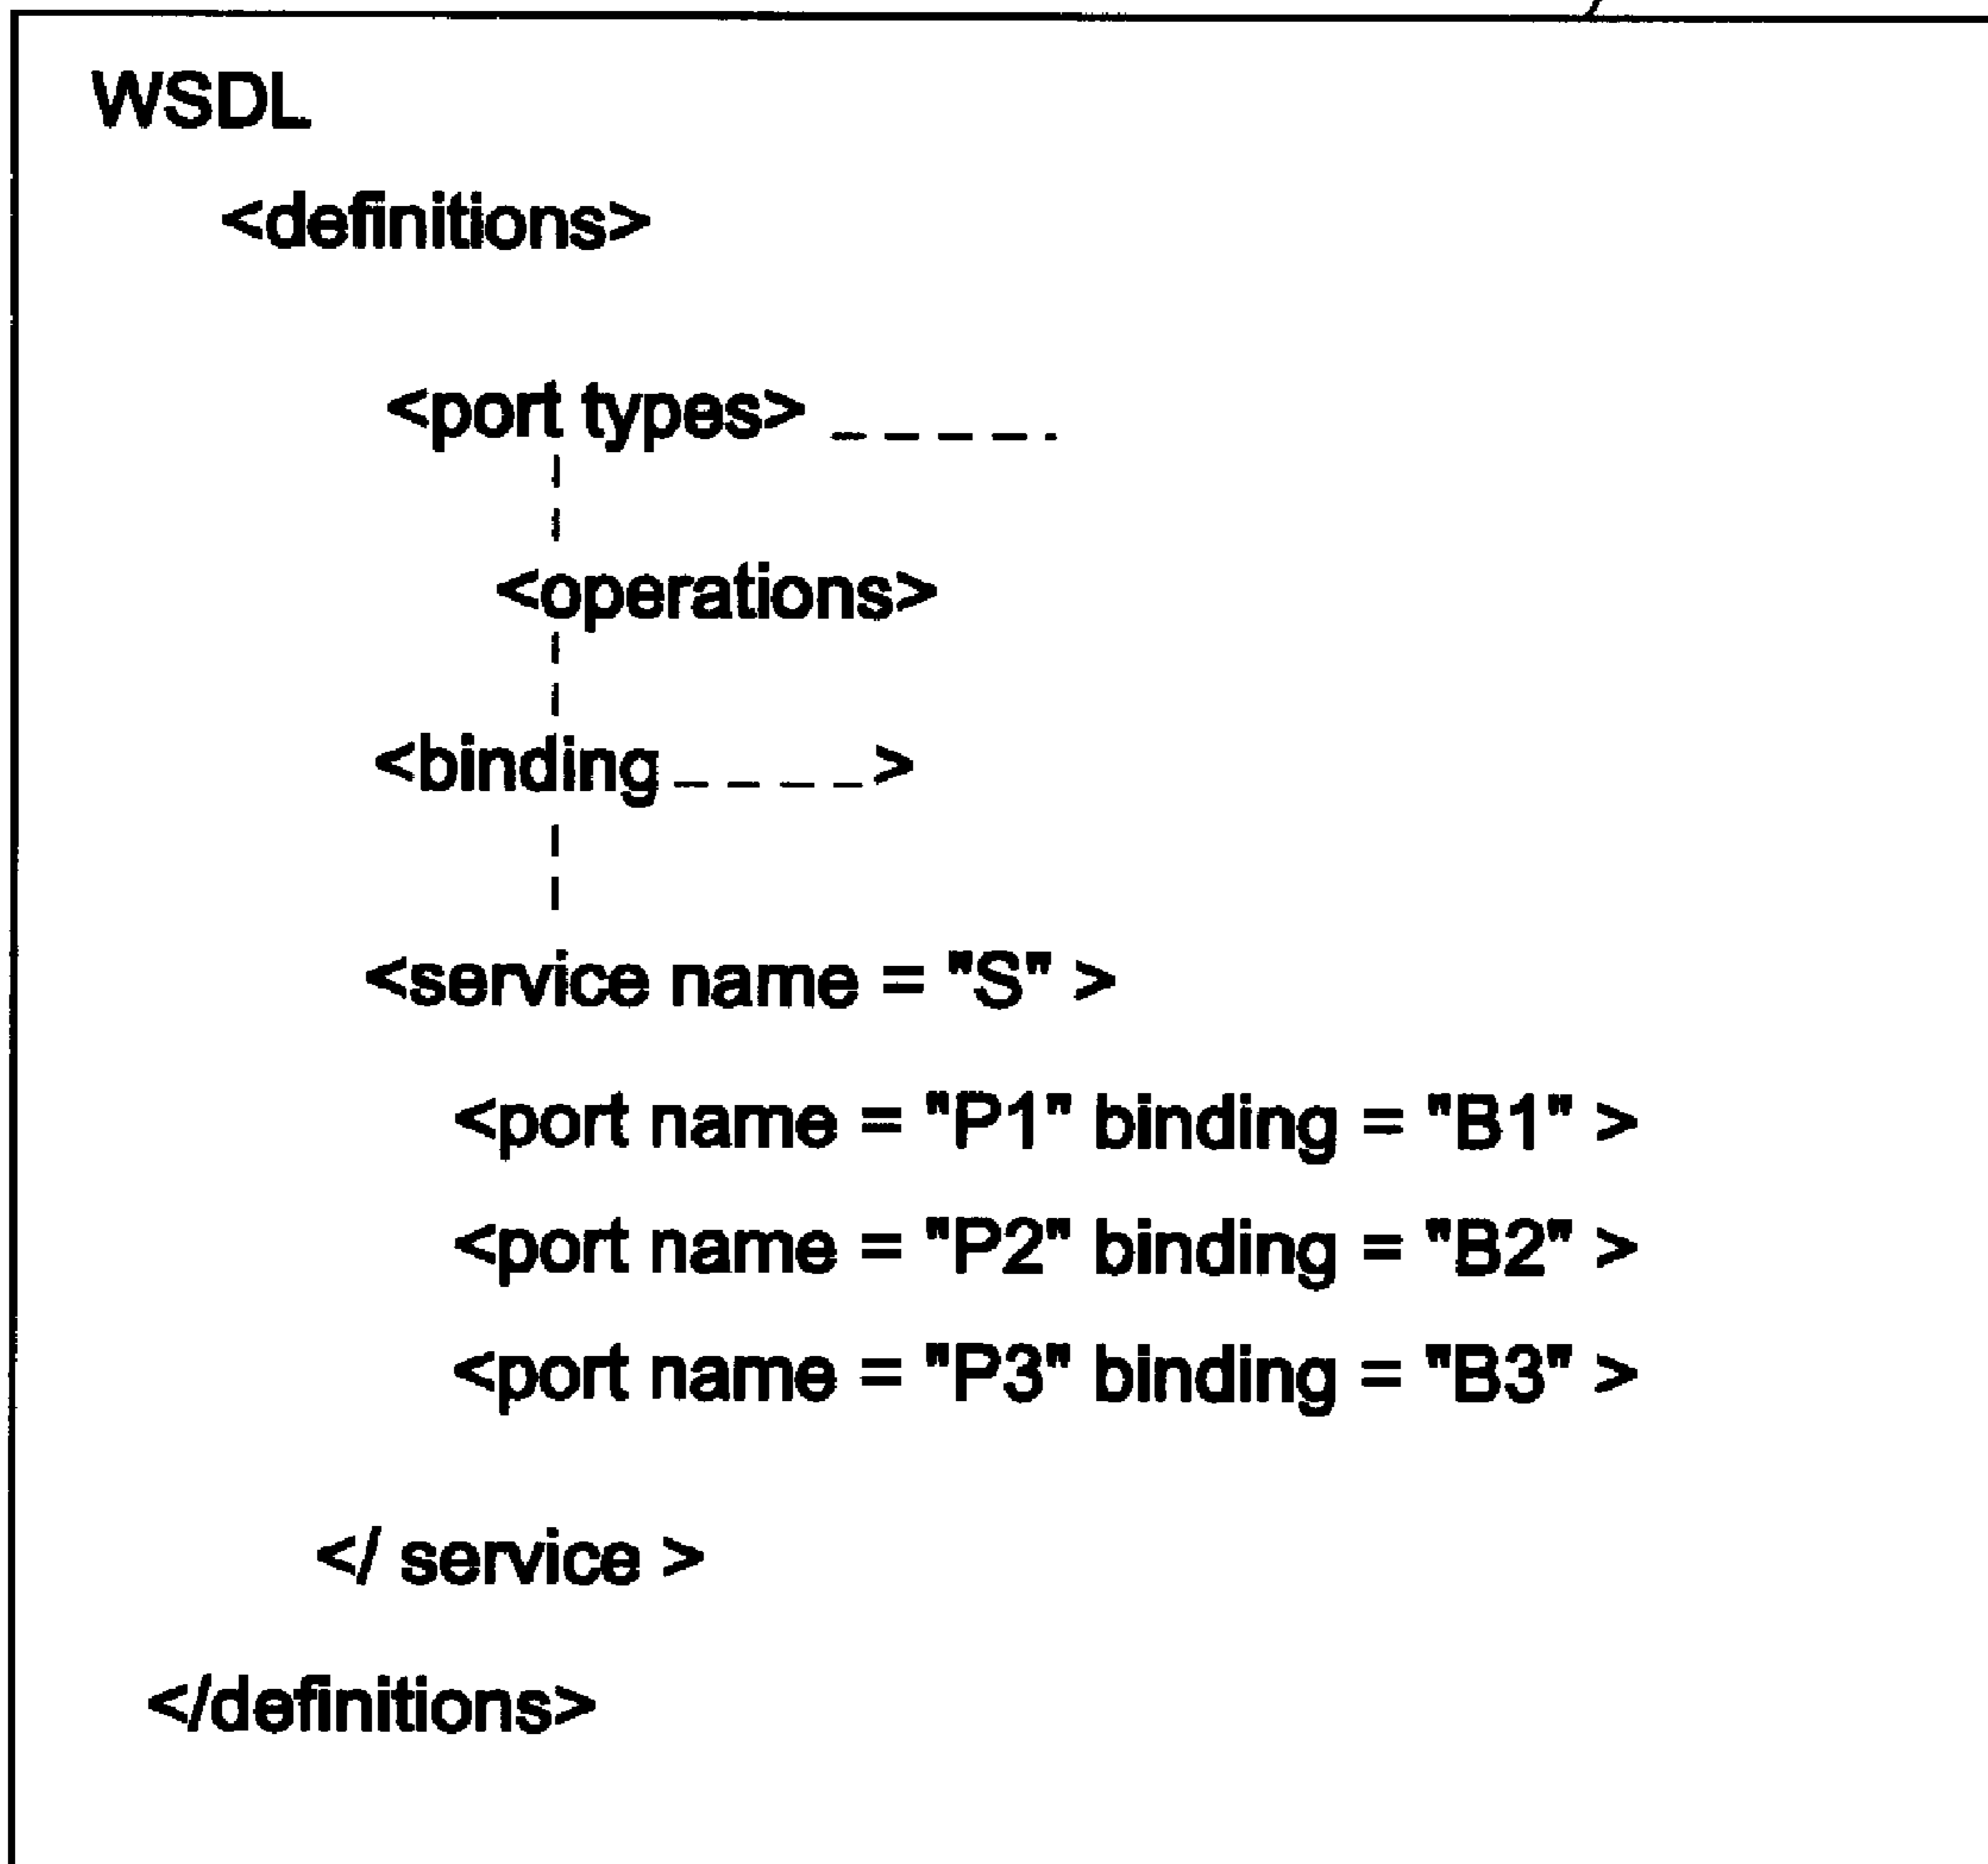 WSDL
<definitions>
<port types> _ _ _ _ _
<operations>
<binding _ _ _ _ >
<service name = "S" >
<port name = "P1" binding = "B1" >
<port name = "P2" binding = "B2" >
<port name = "P3" binding = "B3" >
</ service >
</definitions>